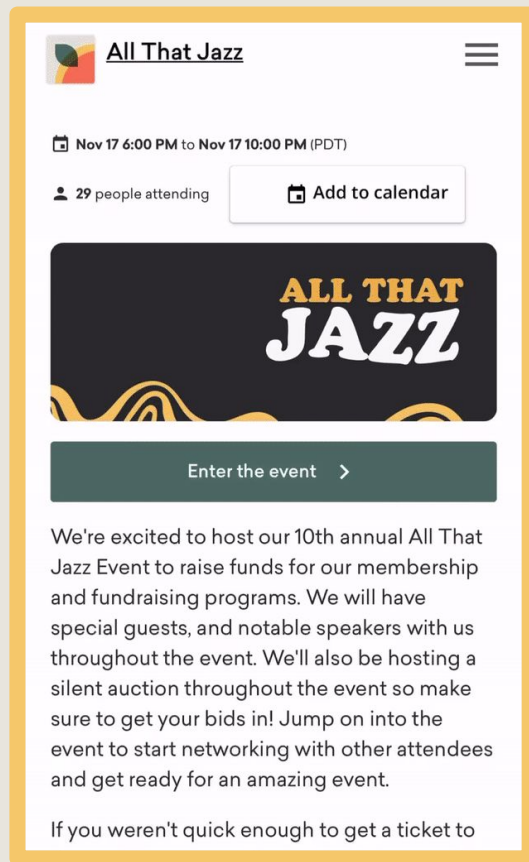 All That Jazz
Nov 17 6:00 PM to Nov 17 10:00 PM (PDT)
29 people attending
Add to calendar
ALL THAT
JAZZ
Enter the event
We're excited to host our 10th annual All That
Jazz Event to raise funds for our membership
and fundraising programs. We will have
special guests, and notable speakers with us
throughout the event. We'll also be hosting a
silent auction throughout the event so make
sure to get your bids in! Jump on into the
event to start networking with other attendees
and get ready for an amazing event.
If you weren't quick enough to get a ticket to